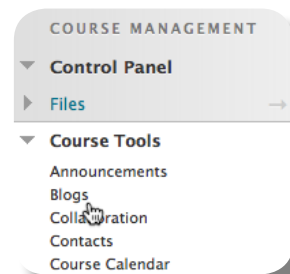 COURSE MANAGEMENT
Control Panel
Files
Course Tools
Announcements
Blogs
Collaboration
Contacts
Course Calendar